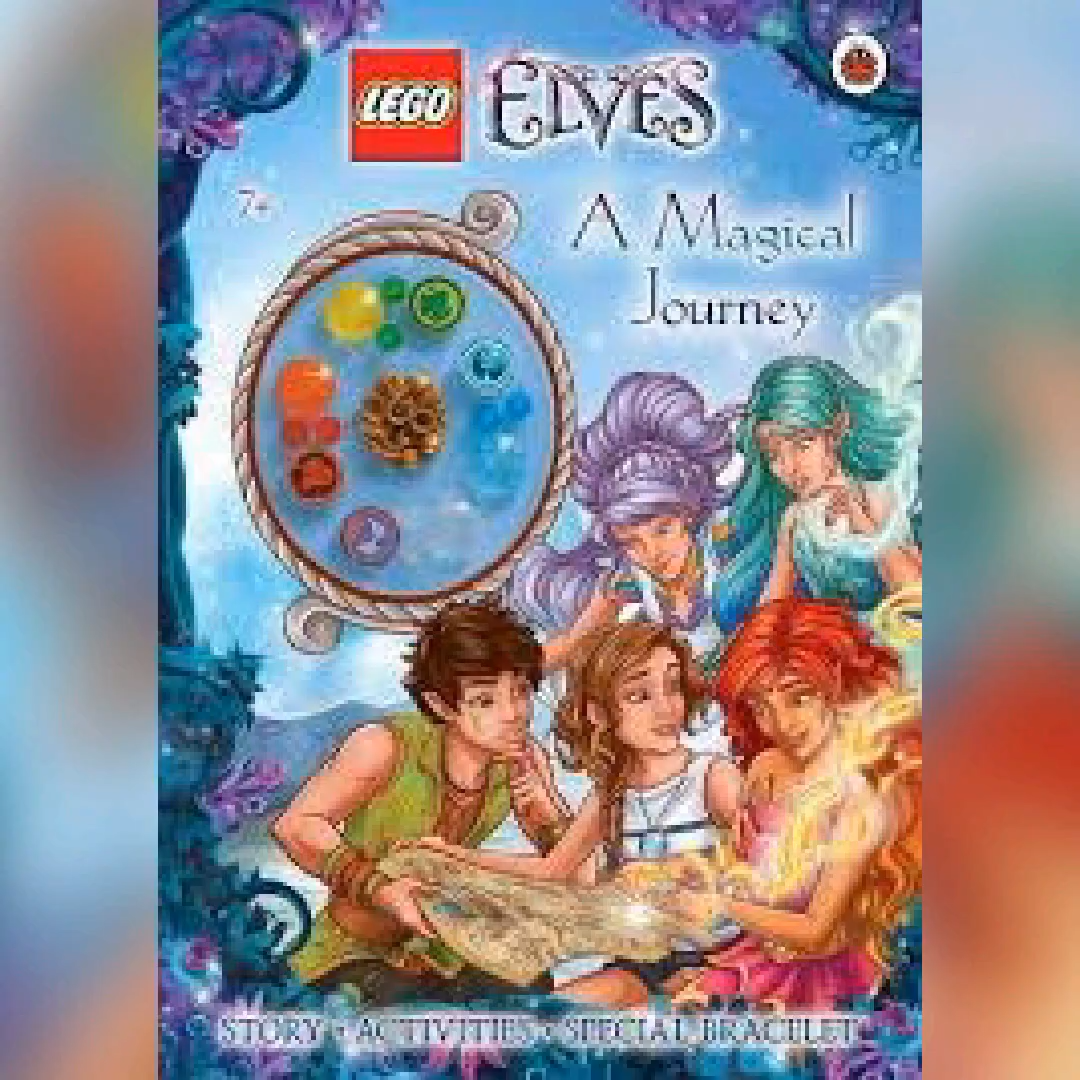 LEGO ELVES
7+
A Magical
Journey
STORY • ACTIVITIES • SPECIAL BRACELET